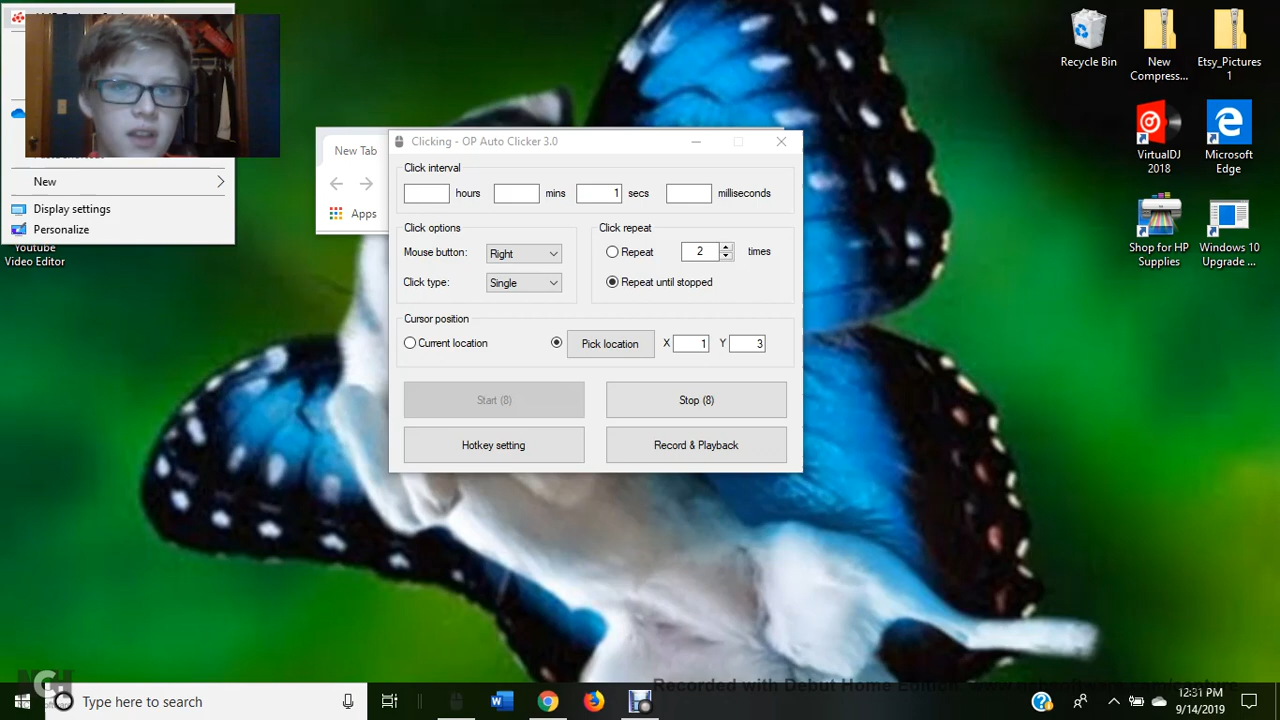 New
Display settings
Personalize
Youtube
Video Editor
New Tab
Apps
Clicking - OP Auto Clicker 3.0
Click interval
hours
mins
1 secs
milliseconds
Click options
Mouse button: Right
Click type: Single
Click repeat
Repeat 2 times
Repeat until stopped
Cursor position
Current location
Pick location
X 1 Y 3
Start (8)
Stop (8)
Hotkey setting
Record & Playback
Recycle Bin
New
Compress...
Etsy_Pictures
1
VirtualDJ
2018
Microsoft
Edge
Shop for HP
Supplies
Windows 10
Upgrade ...
NCH
Recorded with Debut Home Edition.
Type here to search
12:31 PM
9/14/2019